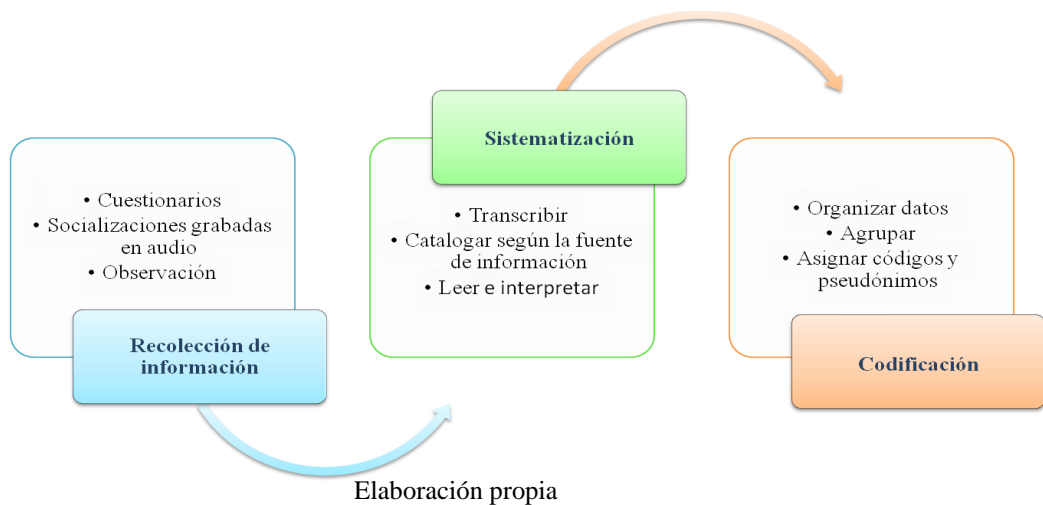 • Cuestionarios
• Socializaciones grabadas
en audio
• Observación
Recolección de
información
Sistematización
• Transcribir
• Catalogar según la fuente
de información
• Leer e interpretar
• Organizar datos
• Agrupar
• Asignar códigos y
pseudónimos
Codificación
Elaboración propia